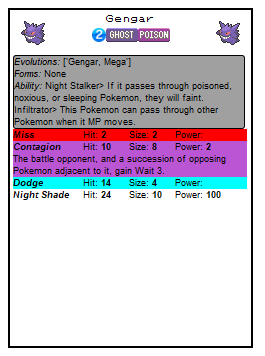 Gengar
2 GHOST POISON
Evolutions: ['Gengar, Mega']
Forms: None
Ability: Night Stalker> If it passes through poisoned,
noxious, or sleeping Pokemon, they will faint.
Infiltrator> This Pokemon can pass through other
Pokemon when it MP moves.
Miss Hit: 2 Size: 2 Power:
Contagion Hit: 10 Size: 8 Power: 2
The battle opponent, and a succession of opposing
Pokemon adjacent to it, gain Wait 3.
Dodge Hit: 14 Size: 4 Power:
Night Shade Hit: 24 Size: 10 Power: 100